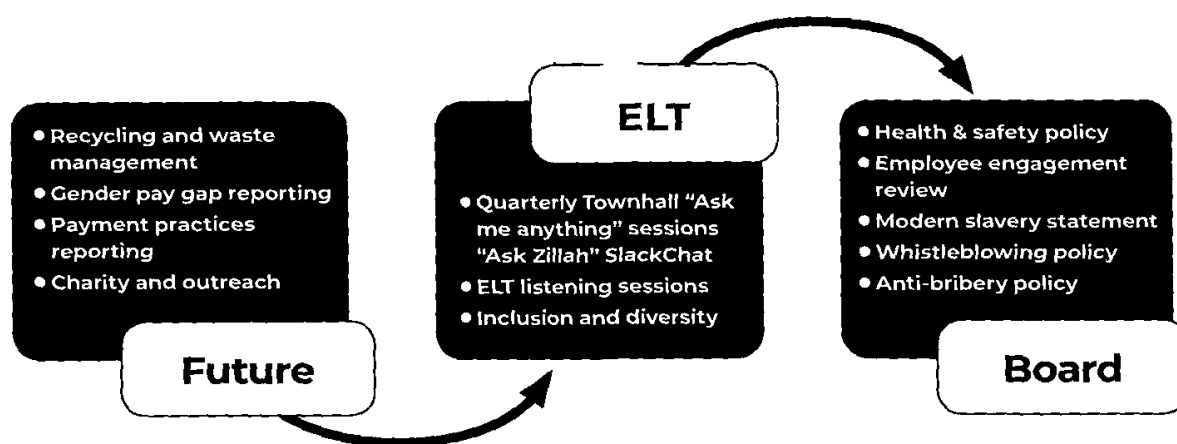 ● Recycling and waste
management
● Gender pay gap reporting
● Payment practices
reporting
● Charity and outreach
Future
ELT
● Quarterly Townhall “Ask
me anything” sessions
“Ask Zillah” SlackChat
● ELT listening sessions
● Inclusion and diversity
● Health & safety policy
● Employee engagement
review
● Modern slavery statement
● Whistleblowing policy
● Anti-bribery policy
Board